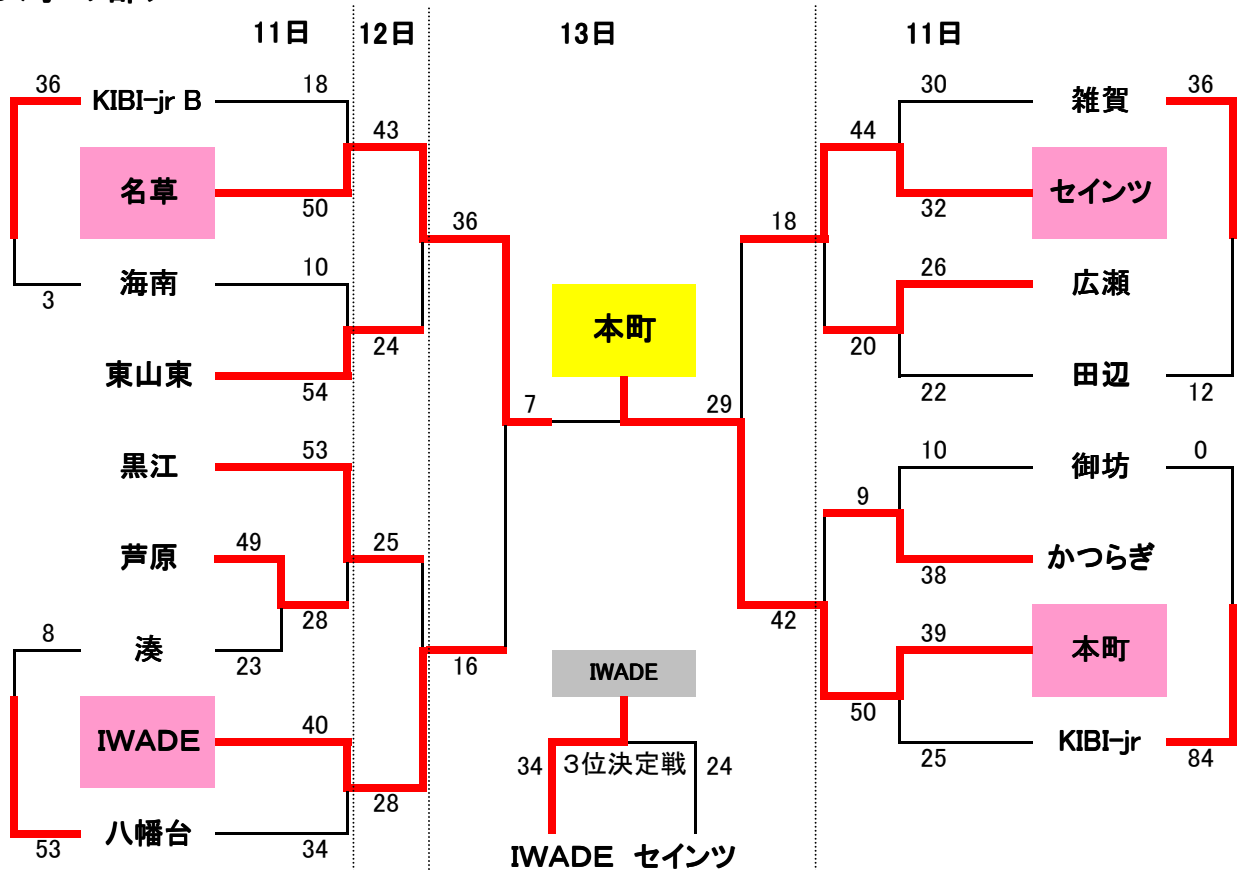 11日 12日 13日 11日
36 KIBI-jr B 18 30 雑賀 36
43 44
名草 50 32 セインツ
36 18
3 海南 10 26 広瀬
本町
24 20
東山東 54 22 田辺 12
7 29
黒江 53 10 御坊 0
9
芦原 49 25 38 かつらぎ
28 42
8 湊 23 16 IWADE 39 本町
50
IWADE 40 34 3位決定戦 24 25 KIBI-jr 84
28
53 八幡台 34
IWADE セインツ